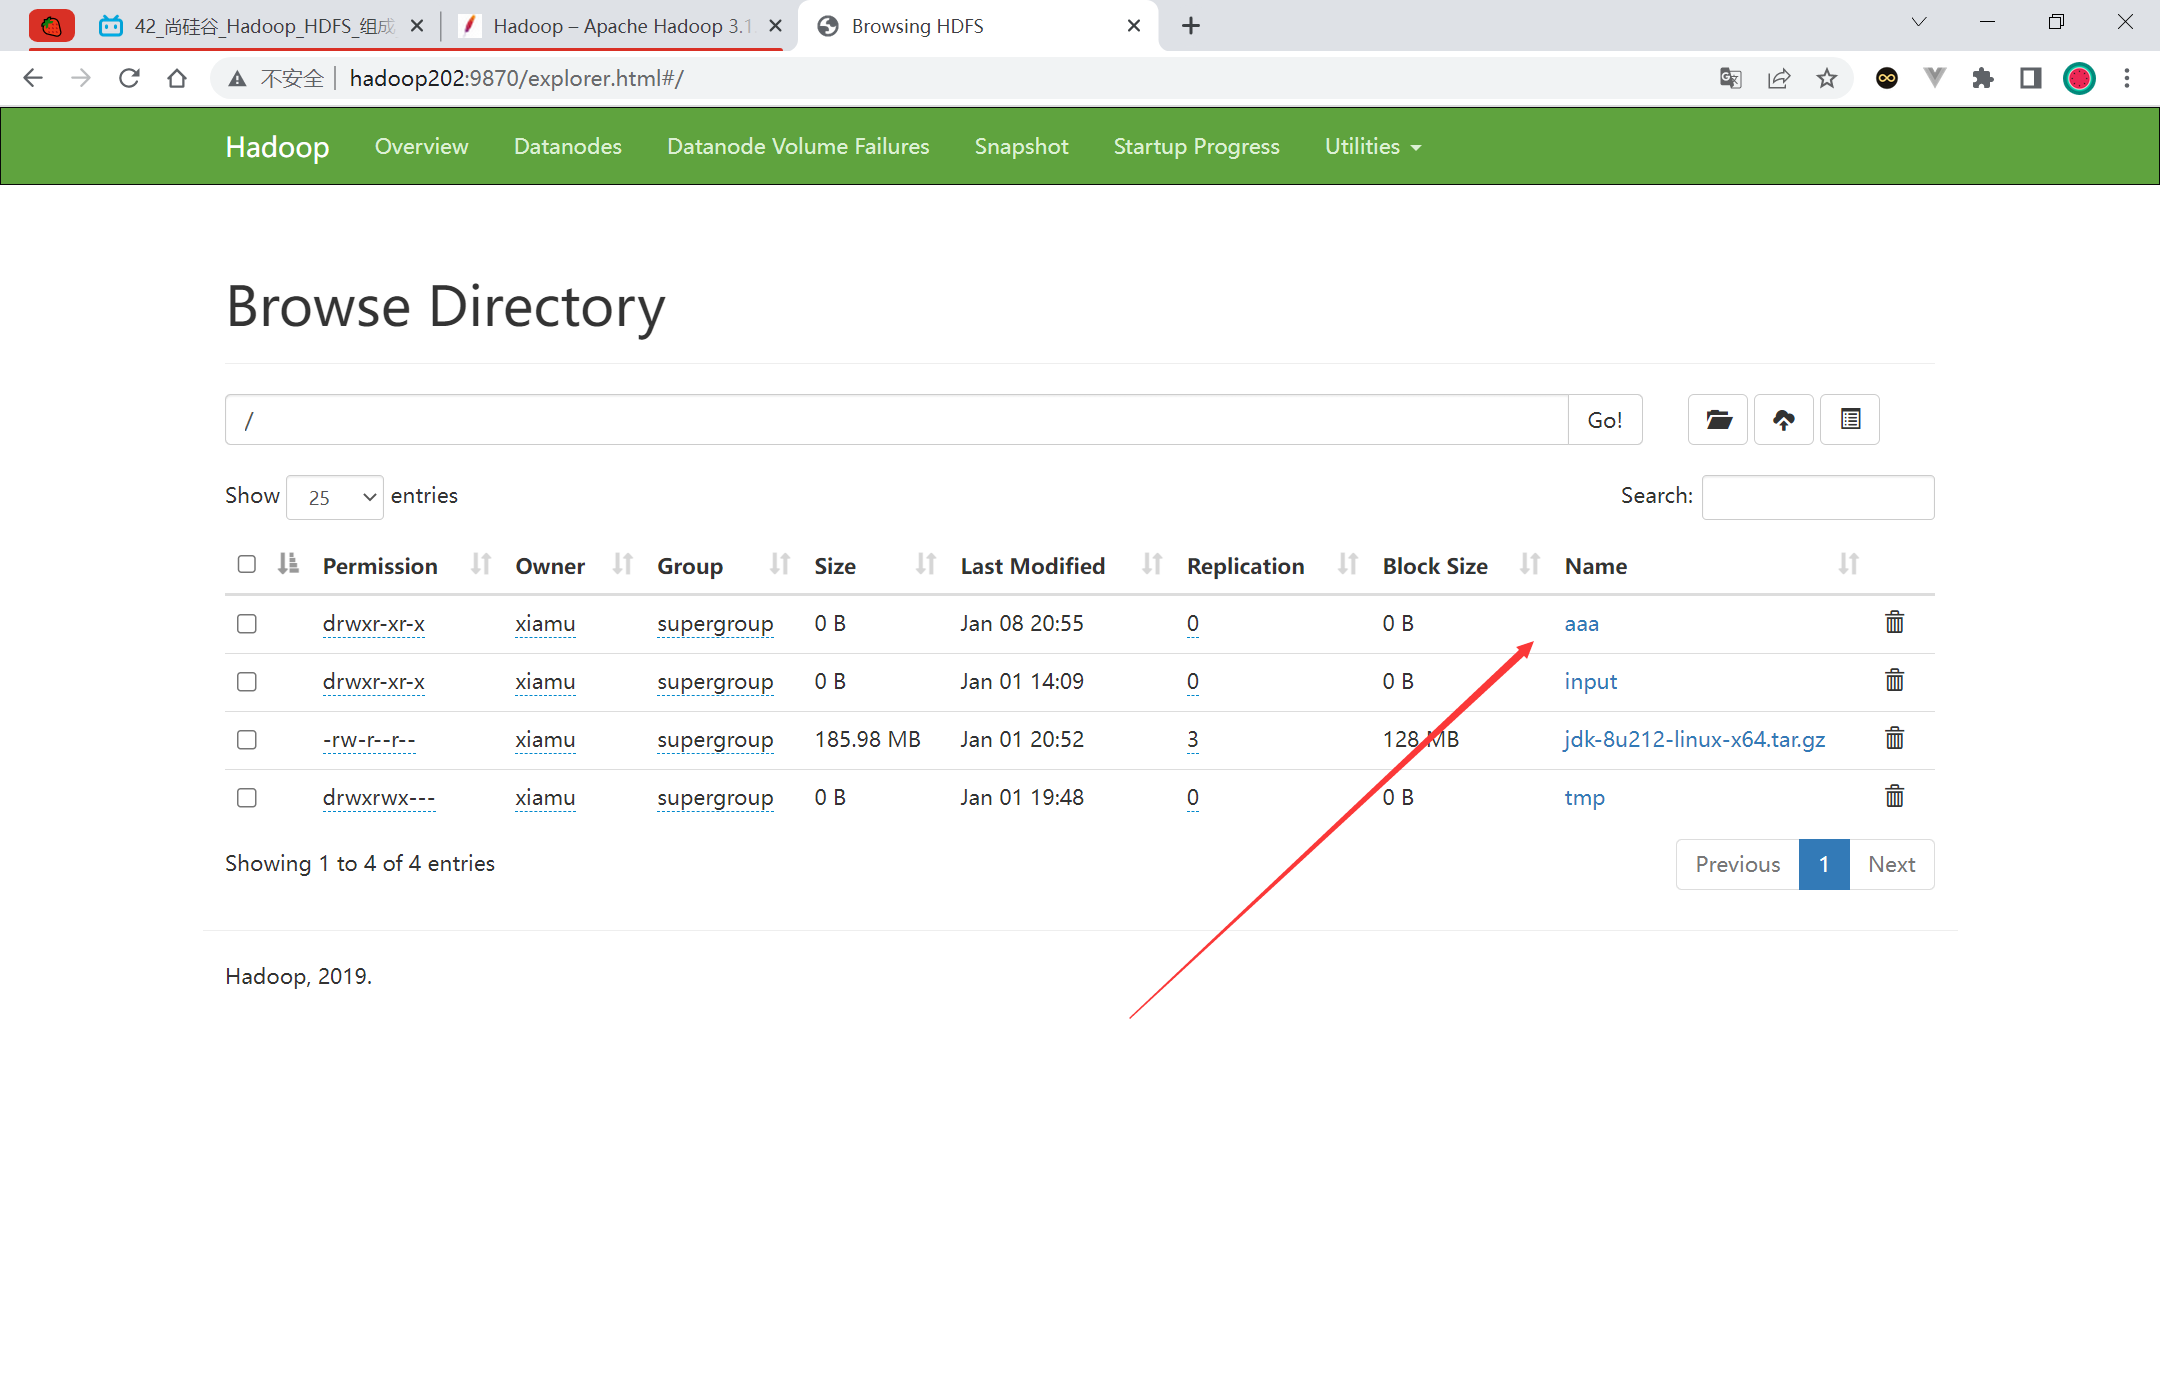 42_尚硅谷_Hadoop_HDFS_组成
Hadoop – Apache Hadoop 3.1
Browsing HDFS
不安全 | hadoop202:9870/explorer.html#/
Hadoop Overview Datanodes Datanode Volume Failures Snapshot Startup Progress Utilities
Browse Directory
/ Go!
Show 25 entries Search:
Permission Owner Group Size Last Modified Replication Block Size Name
drwxr-xr-x xiamu supergroup 0 B Jan 08 20:55 0 0 B aaa
drwxr-xr-x xiamu supergroup 0 B Jan 01 14:09 0 0 B input
-rw-r--r-- xiamu supergroup 185.98 MB Jan 01 20:52 3 128 MB jdk-8u212-linux-x64.tar.gz
drwxrwx--- xiamu supergroup 0 B Jan 01 19:48 0 0 B tmp
Showing 1 to 4 of 4 entries Previous 1 Next
Hadoop, 2019.